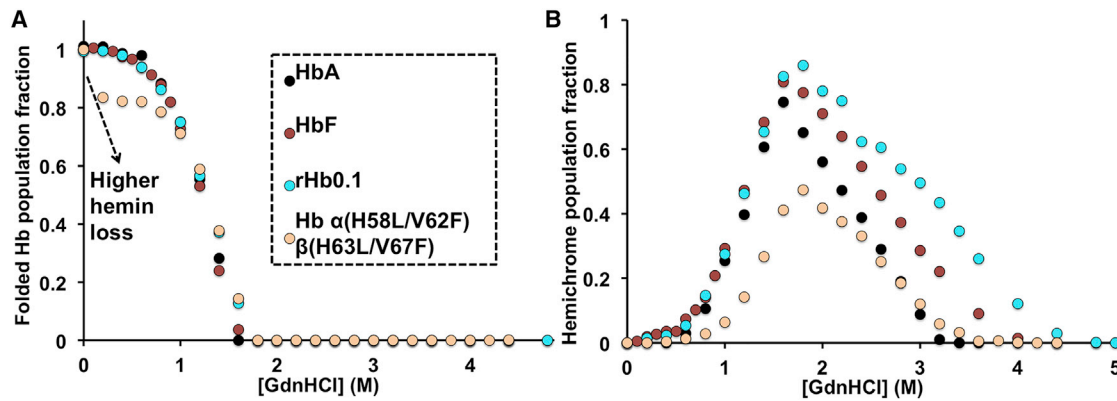 A
Folded Hb population fraction
1
0.8
0.6
0.4
0.2
0
0 1 2 3 4
[GdnHCl] (M)
Higher
hemin
loss
HbA
HbF
rHb0.1
Hb α(H58L/V62F)
β(H63L/V67F)
B
Hemichrome population fraction
1
0.8
0.6
0.4
0.2
0
0 1 2 3 4 5
[GdnHCl] (M)